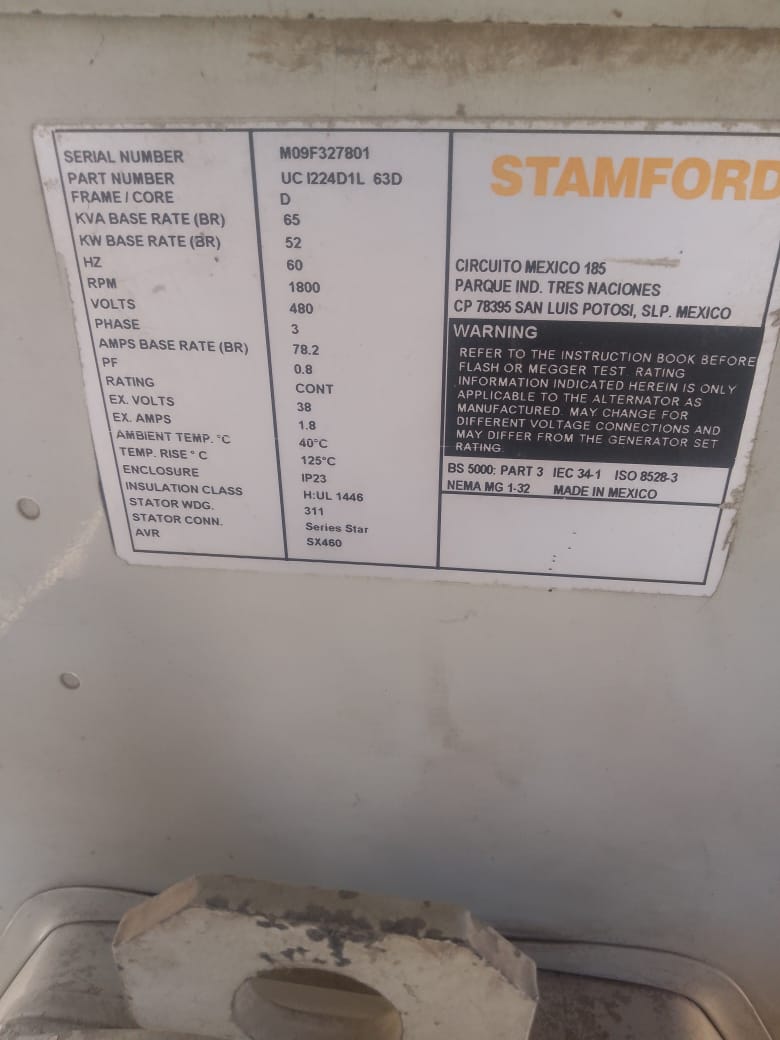 SERIAL NUMBER M09F327801
PART NUMBER UC I224D1L 63D
FRAME / CORE D
KVA BASE RATE (BR) 65
KW BASE RATE (BR) 52
HZ 60
RPM 1800
VOLTS 480
PHASE 3
AMPS BASE RATE (BR) 78.2
PF 0.8
RATING CONT
EX. VOLTS 38
EX. AMPS 1.8
AMBIENT TEMP. °C 40°C
TEMP. RISE ° C 125°C
ENCLOSURE IP23
INSULATION CLASS H:UL 1446
STATOR WDG. 311
STATOR CONN. Series Star
AVR SX460
STAMFORD
CIRCUITO MEXICO 185
PARQUE IND. TRES NACIONES
CP 78395 SAN LUIS POTOSI, SLP. MEXICO
WARNING
REFER TO THE INSTRUCTION BOOK BEFORE
FLASH OR MEGGER TEST. RATING
INFORMATION INDICATED HEREIN IS ONLY
APPLICABLE TO THE ALTERNATOR AS
MANUFACTURED. MAY CHANGE FOR
DIFFERENT VOLTAGE CONNECTIONS AND
MAY DIFFER FROM THE GENERATOR SET
RATING.
BS 5000: PART 3 IEC 34-1 ISO 8528-3
NEMA MG 1-32 MADE IN MEXICO